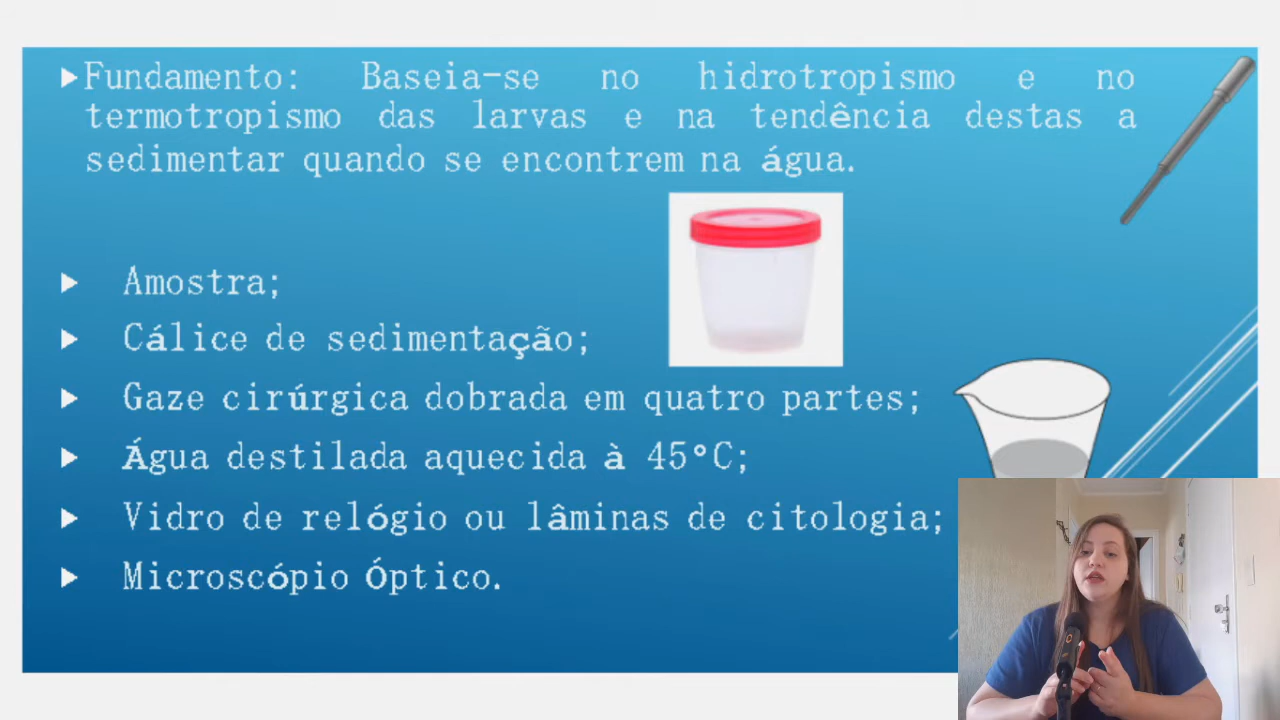 Fundamento: Baseia-se no hidrotropismo e no
termotropismo das larvas e na tendência destas a
sedimentar quando se encontrem na água.
Amostra;
Cálice de sedimentação;
Gaze cirúrgica dobrada em quatro partes;
Água destilada aquecida à 45°C;
Vidro de relógio ou lâminas de citologia;
Microscópio Óptico.